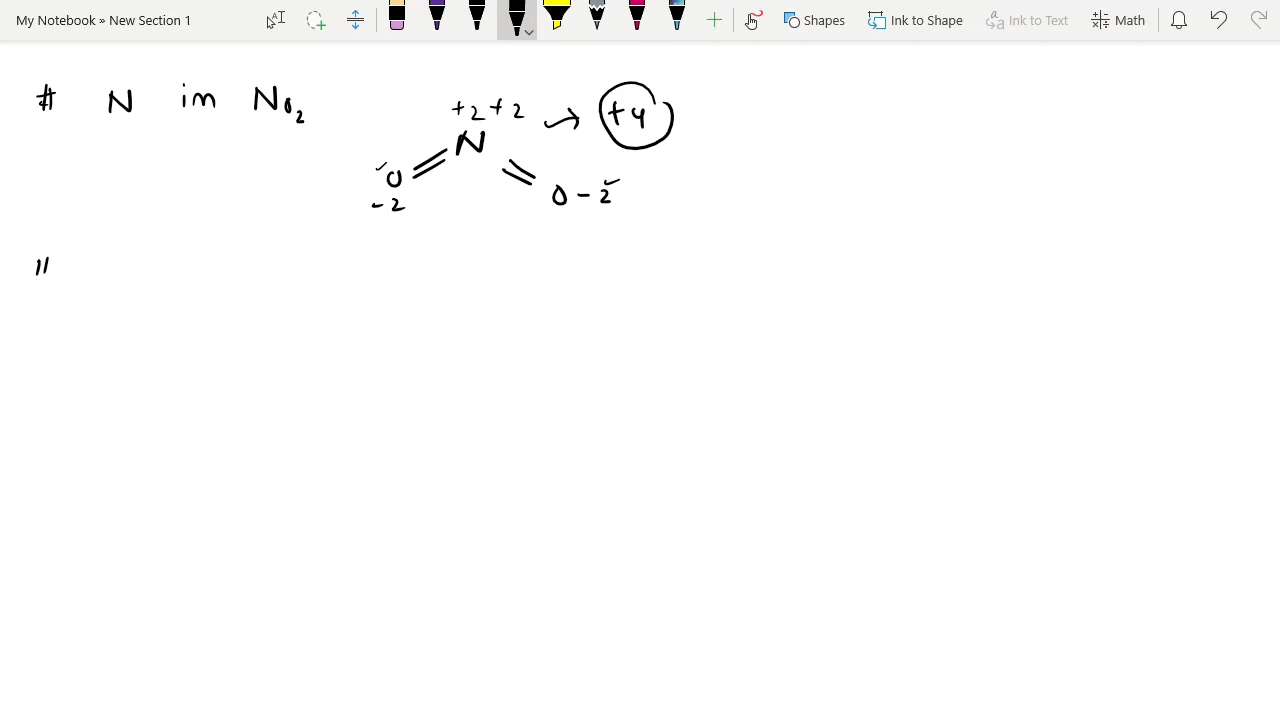 My Notebook » New Section 1
Shapes
Ink to Shape
Ink to Text
Math
# N in NO2
+2 +2 → +4
N
O
O - 2
- 2
"